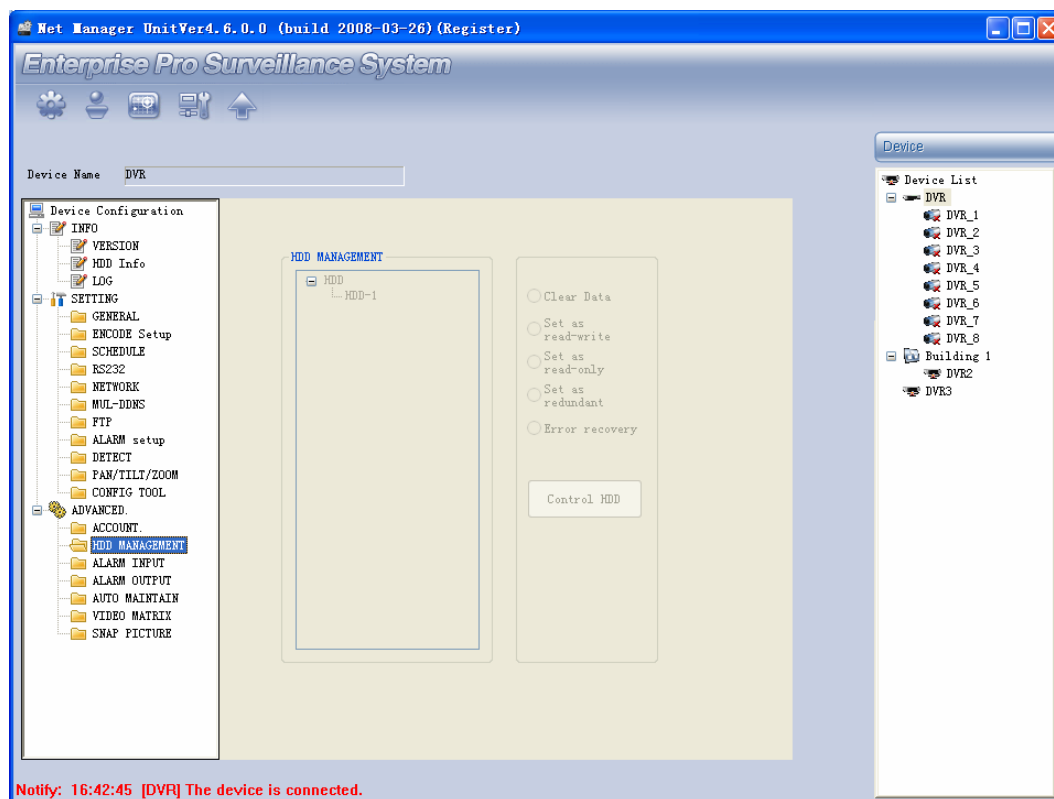 Net Manager UnitVer4.6.0.0 (build 2008-03-26)(Register)
Enterprise Pro Surveillance System
Device Name DVR
Device Configuration
INFO
VERSION
HDD Info
LOG
SETTING
GENERAL
ENCODE Setup
SCHEDULE
RS232
NETWORK
MUL-DDNS
FTP
ALARM setup
DETECT
PAN/TILT/ZOOM
CONFIG TOOL
ADVANCED.
ACCOUNT.
HDD MANAGEMENT
ALARM INPUT
ALARM OUTPUT
AUTO MAINTAIN
VIDEO MATRIX
SNAP PICTURE
HDD MANAGEMENT
HDD
HDD-1
Clear Data
Set as
read-write
Set as
read-only
Set as
redundant
Error recovery
Control HDD
Device
Device List
DVR
DVR_1
DVR_2
DVR_3
DVR_4
DVR_5
DVR_6
DVR_7
DVR_8
Building 1
DVR2
DVR3
Notify: 16:42:45 [DVR] The device is connected.